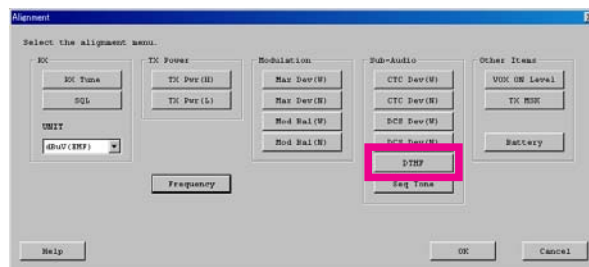 Alignment
Select the alignment menu.
RX
RX Tune
SQL
UNIT
dBuV(EMF)
TX Power
TX Pwr(H)
TX Pwr(L)
Frequency
Modulation
Max Dev(W)
Max Dev(N)
Mod Bal(W)
Mod Bal(N)
Sub-Audio
CTC Dev(W)
CTC Dev(N)
DCS Dev(W)
DCS Dev(N)
DTMF
Seq Tone
Other Items
VOX ON Level
TX MSK
Battery
Help
OK
Cancel